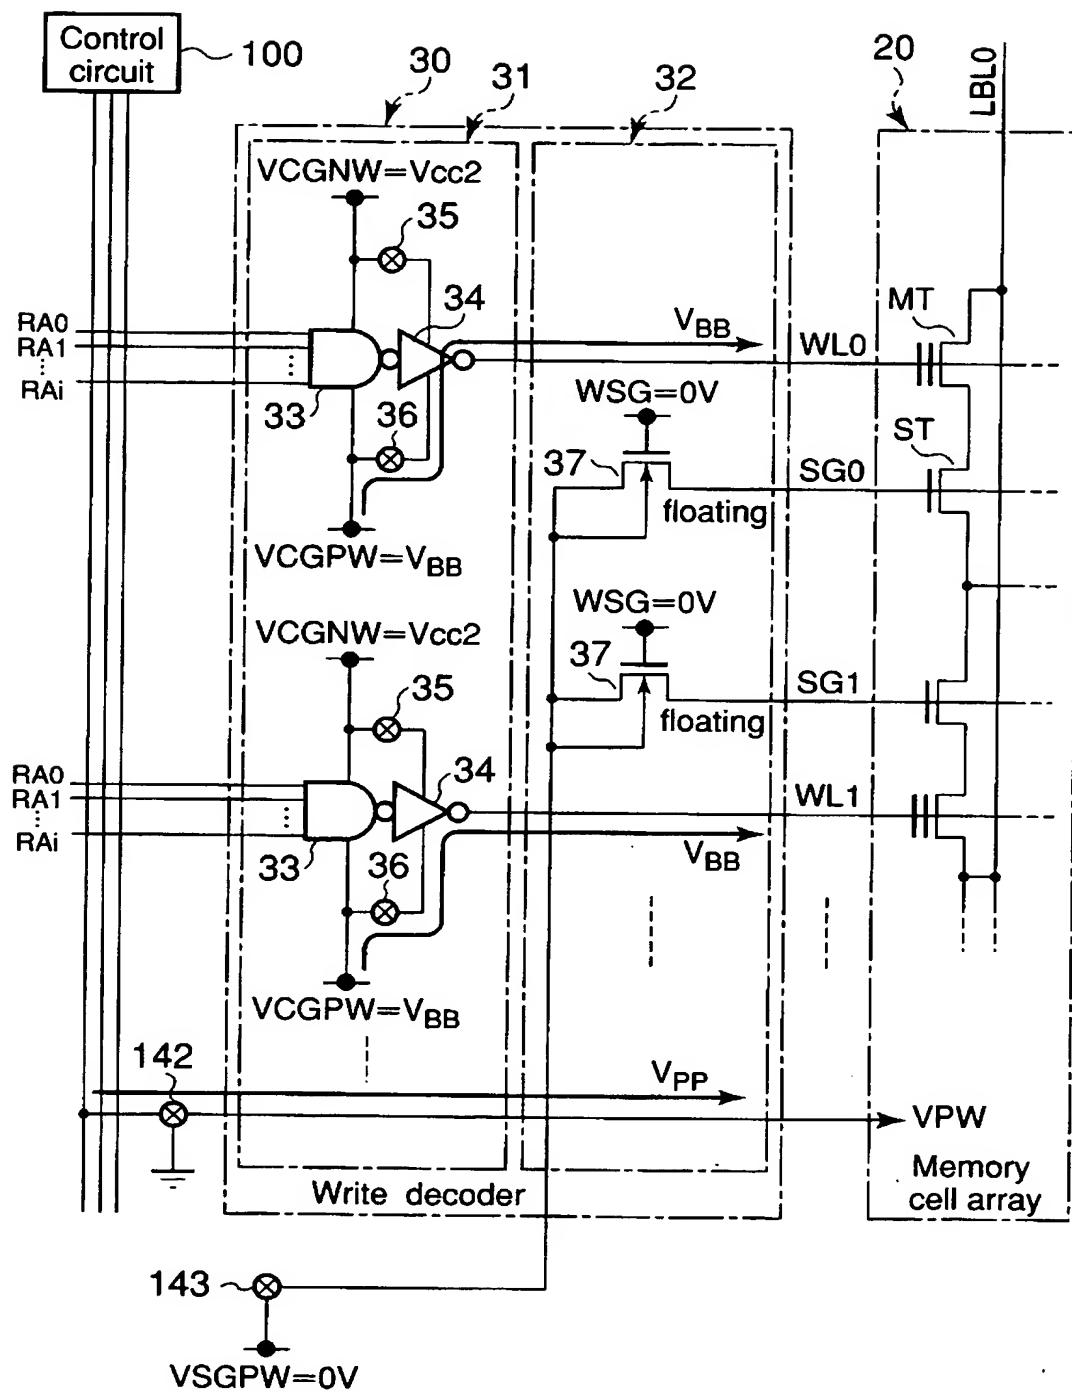 Control
circuit
100
30
31
32
20
LBL0
VCGNW=Vcc2
35
34
RA0
RA1
RAi
33
36
VBB
WL0
MT
WSG=0V
37
SG0
ST
floating
VCGPW=VBB
WSG=0V
VCGNW=Vcc2
37
SG1
35
floating
34
RA0
RA1
RAi
WL1
33
36
VBB
VCGPW=VBB
142
VPP
VPW
Memory
cell array
Write decoder
143
VSGPW=0V